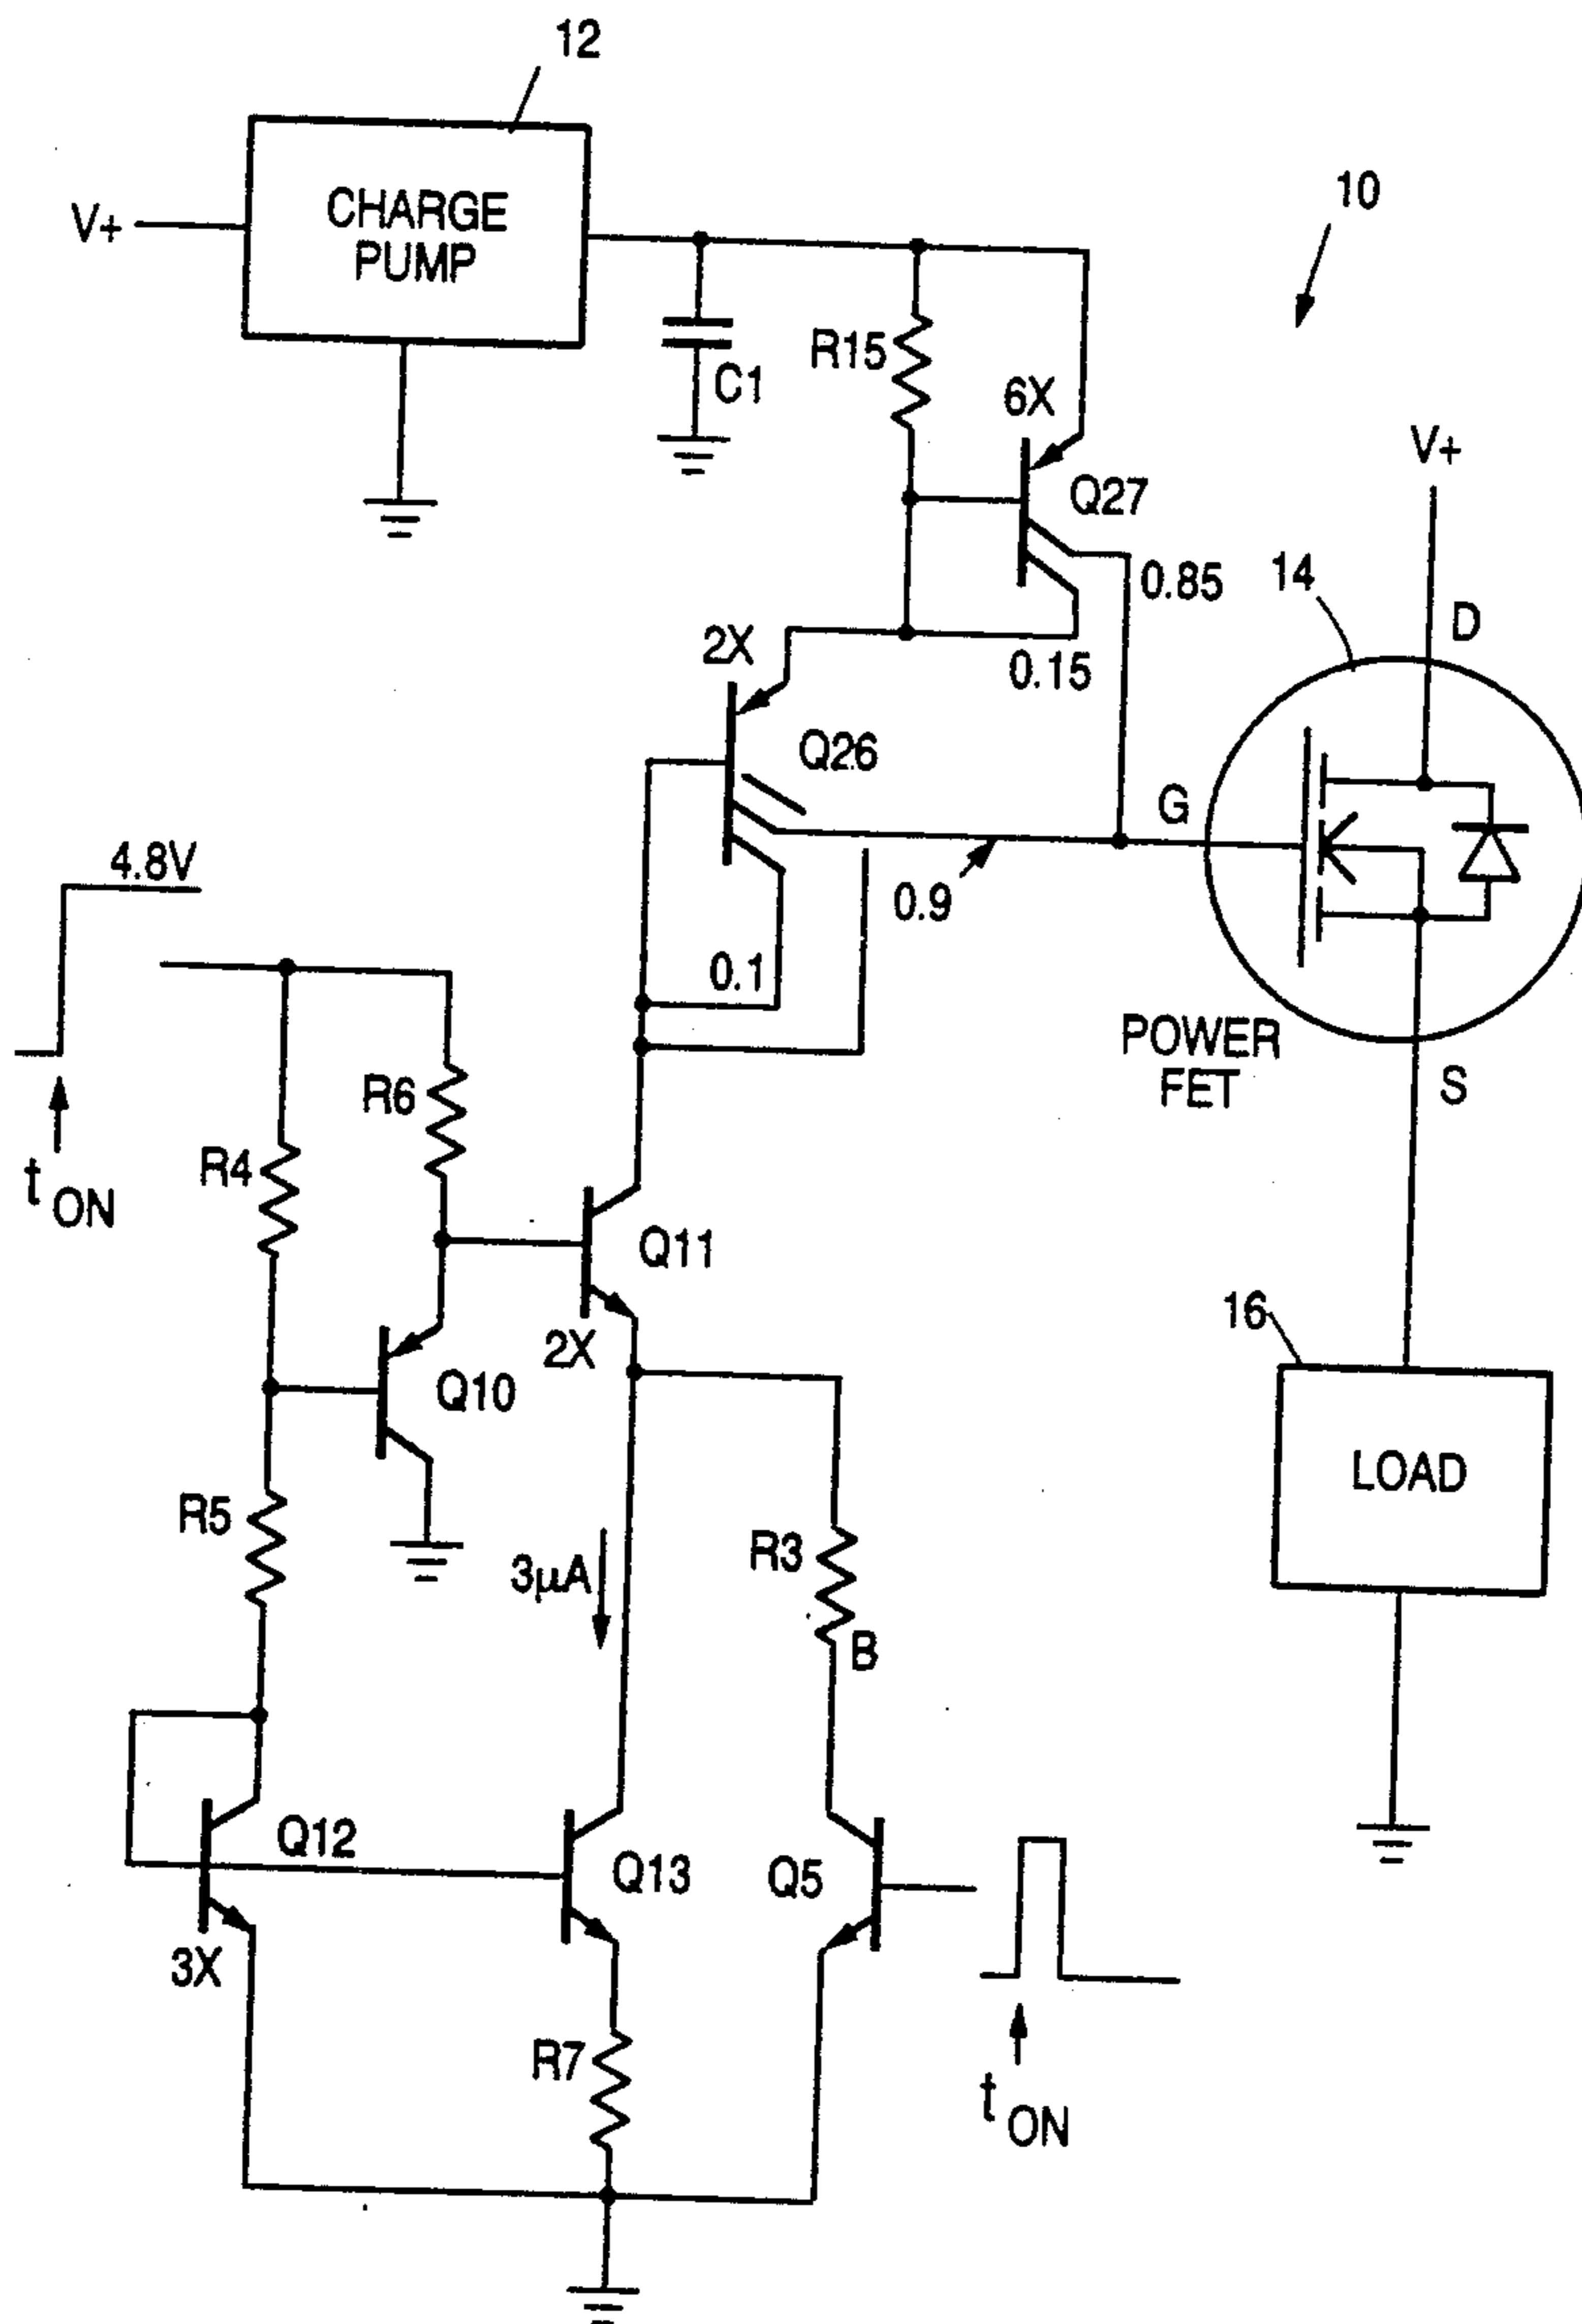 12
10
V+
CHARGE
PUMP
R15
C1
6X
V+
Q27
14
0.85
D
2X
0.15
Q26
G
4.8V
0.9
0.1
POWER
FET
S
R6
R4
tON
Q11
16
2X
Q10
LOAD
R5
3µA
R3
B
Q12
Q13
Q5
3X
R7
tON